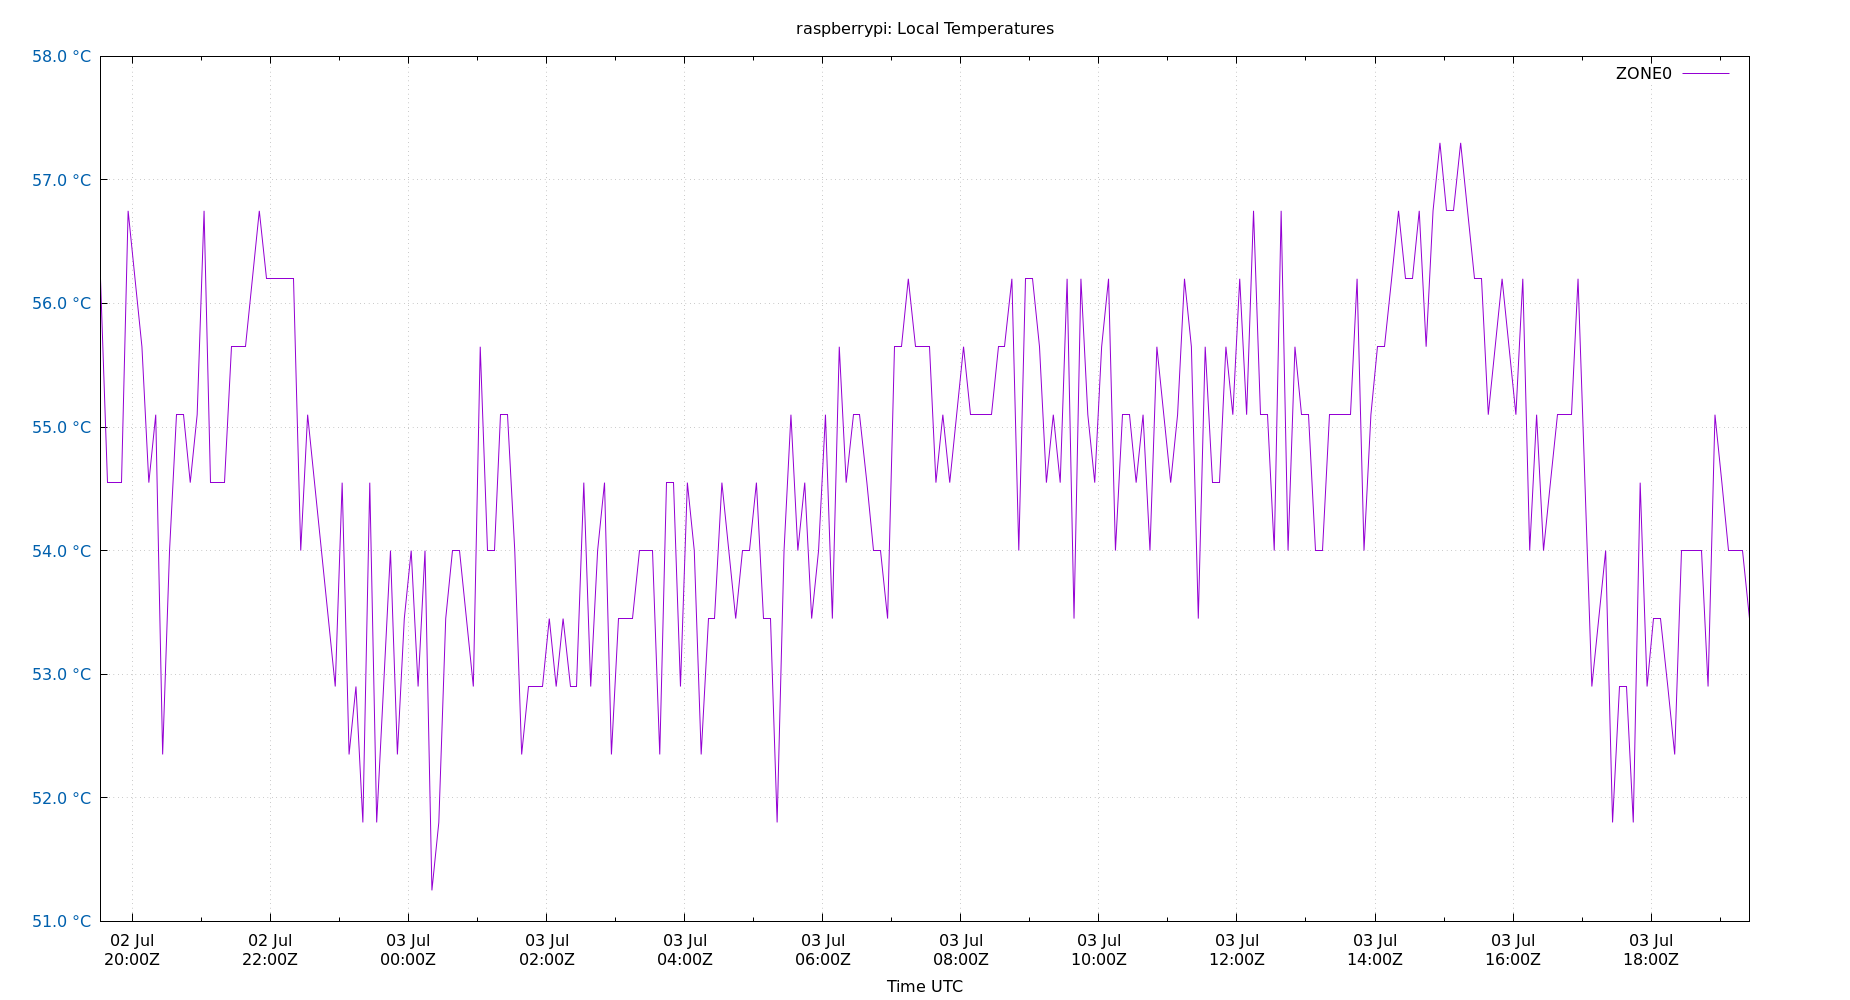 raspberrypi: Local Temperatures
58.0 °C
ZONE0
57.0 °C
56.0 °C
55.0 °C
54.0 °C
53.0 °C
52.0 °C
51.0 °C
02 Jul 02 Jul 03 Jul 03 Jul 03 Jul 03 Jul 03 Jul 03 Jul 03 Jul 03 Jul 03 Jul 03 Jul
20:00Z 22:00Z 00:00Z 02:00Z 04:00Z 06:00Z 08:00Z 10:00Z 12:00Z 14:00Z 16:00Z 18:00Z
Time UTC